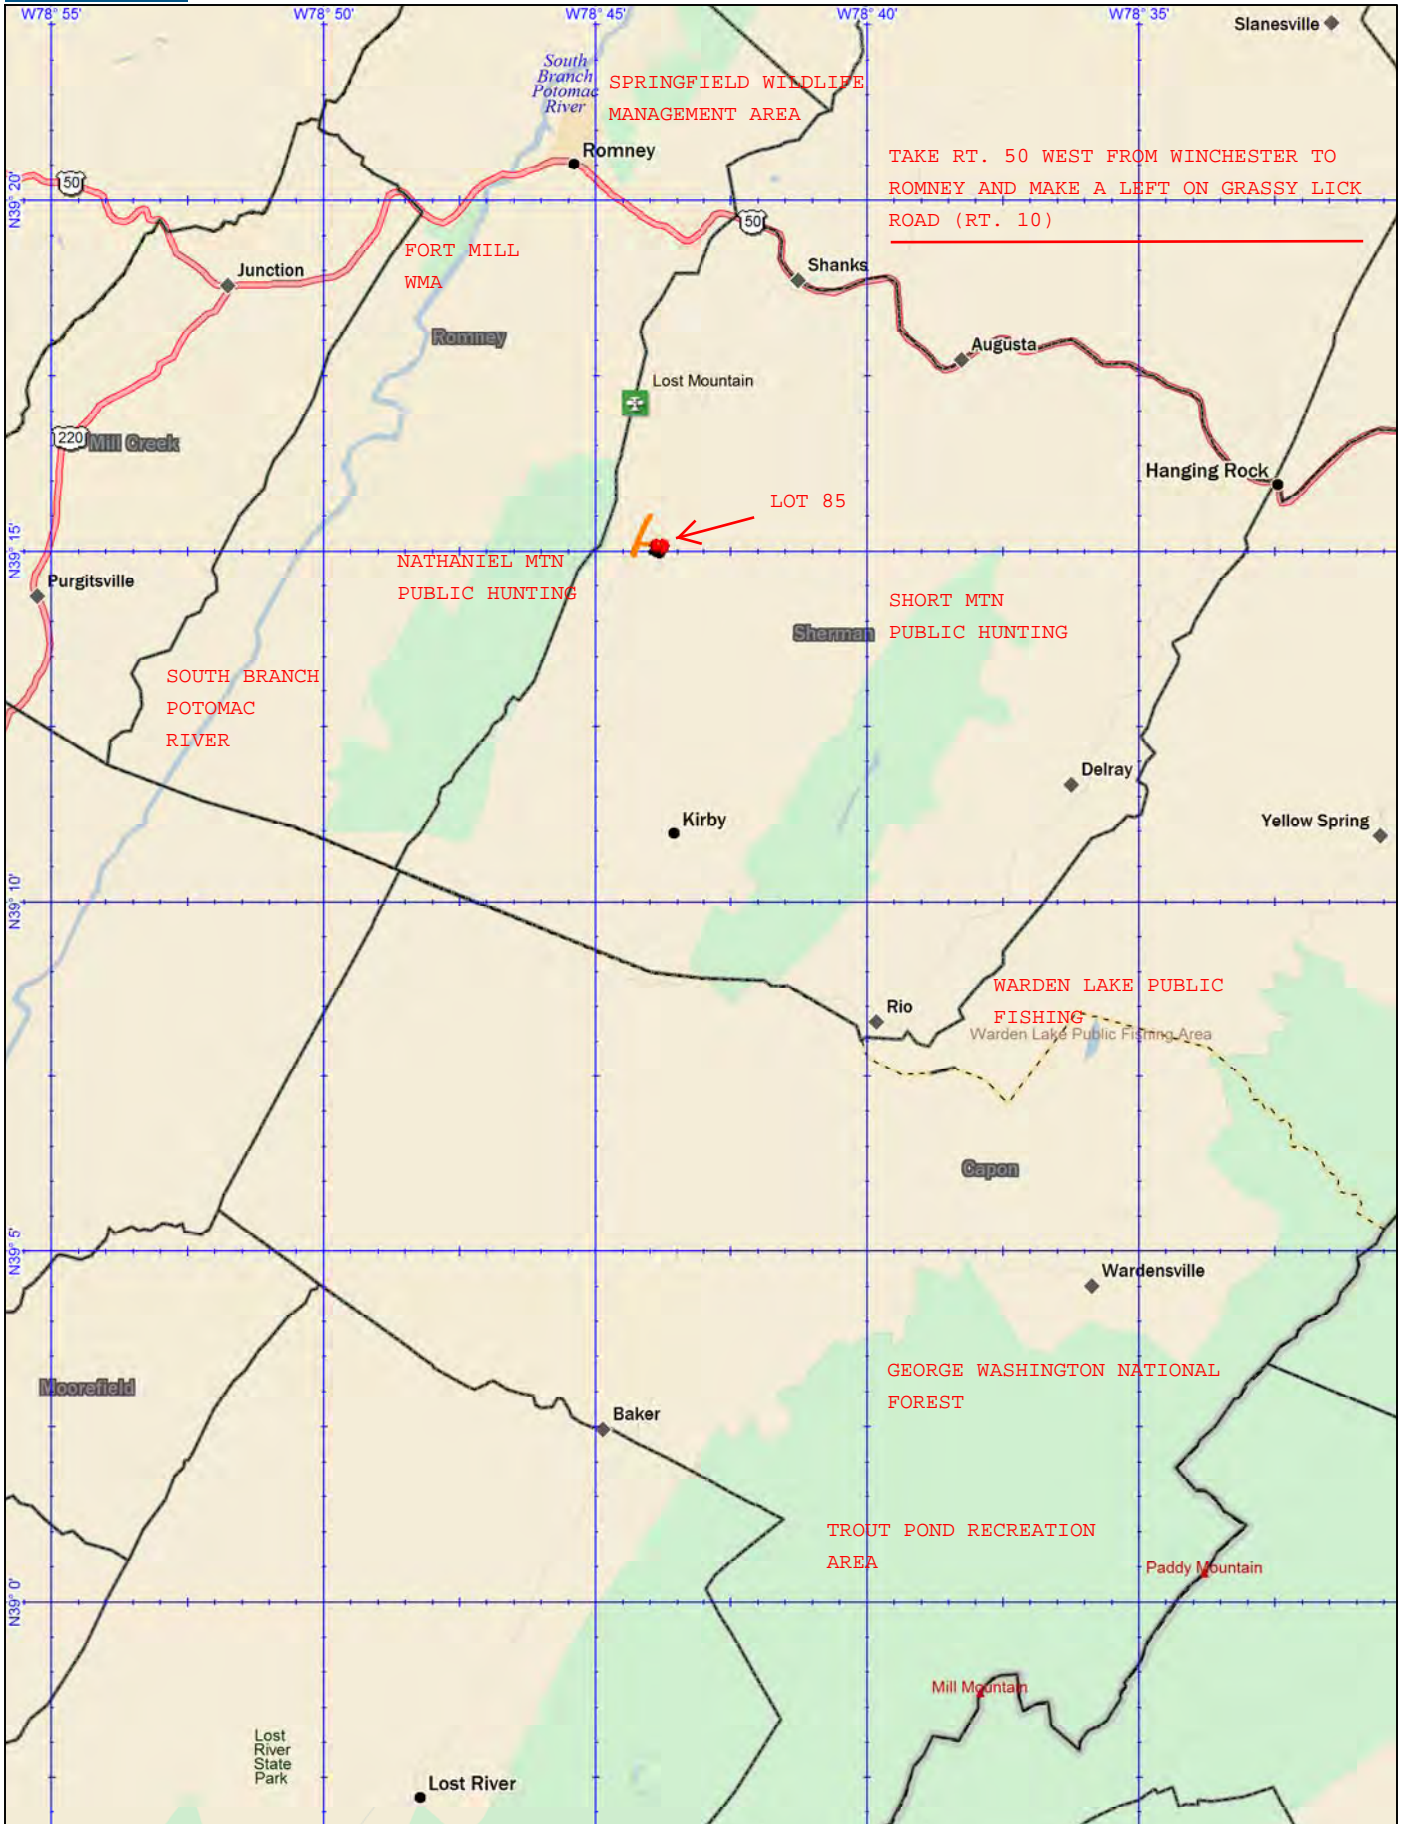 W78° 55'
W78° 50'
W78° 45'
W78° 40'
W78° 35'
Slanesville
South
Branch
Potomac
River
SPRINGFIELD WILDLIFE
MANAGEMENT AREA
Romney
TAKE RT. 50 WEST FROM WINCHESTER TO
ROMNEY AND MAKE A LEFT ON GRASSY LICK
ROAD (RT. 10)
50
N39° 20'
50
FORT MILL
WMA
Junction
Shanks
Romney
Augusta
Lost Mountain
220
Mill Creek
Hanging Rock
LOT 85
N39° 15'
NATHANIEL MTN
PUBLIC HUNTING
Purgitsville
SHORT MTN
PUBLIC HUNTING
Sherman
SOUTH BRANCH
POTOMAC
RIVER
Delray
Kirby
Yellow Spring
N39° 10'
WARDEN LAKE PUBLIC
FISHING
Rio
Warden Lake Public Fishing Area
Capon
N39° 5'
Wardensville
GEORGE WASHINGTON NATIONAL
FOREST
Moorefield
Baker
TROUT POND RECREATION
AREA
Paddy Mountain
N39° 0'
Mill Mountain
Lost
River
State
Park
Lost River